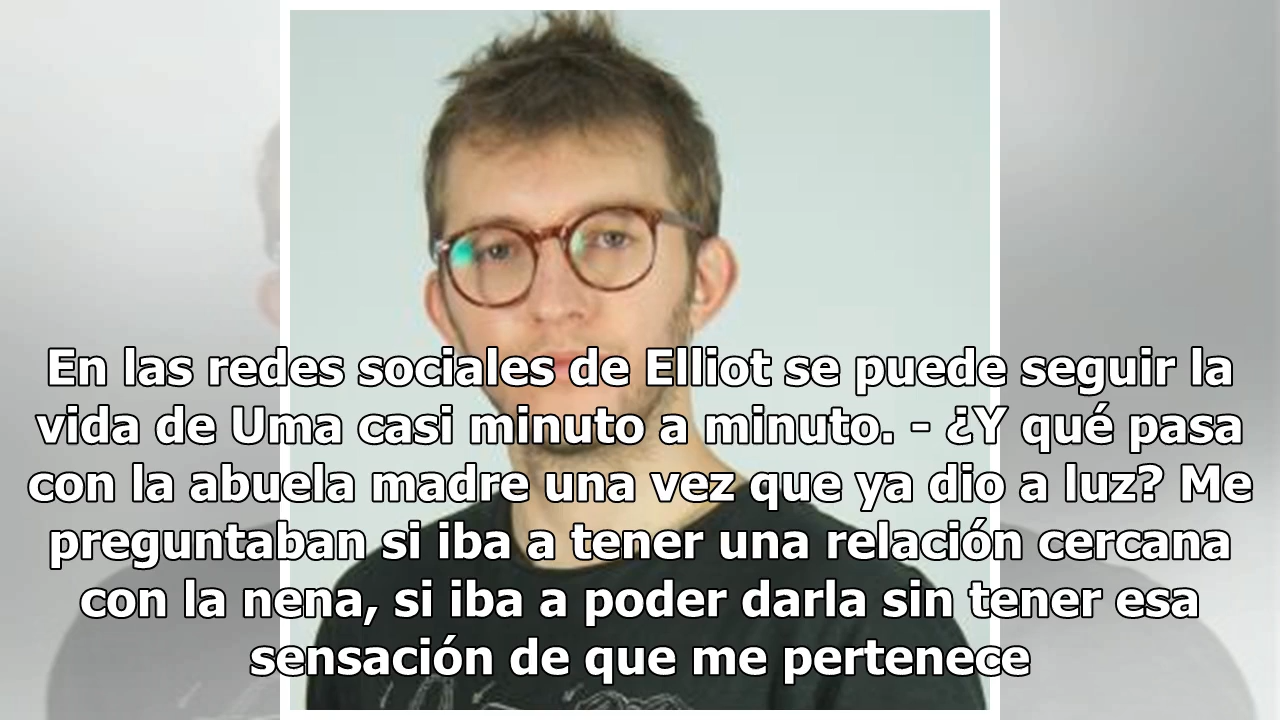 En las redes sociales de Elliot se puede seguir la
vida de Uma casi minuto a minuto. - ¿Y qué pasa
con la abuela madre una vez que ya dio a luz? Me
preguntaban si iba a tener una relación cercana
con la nena, si iba a poder darla sin tener esa
sensación de que me pertenece